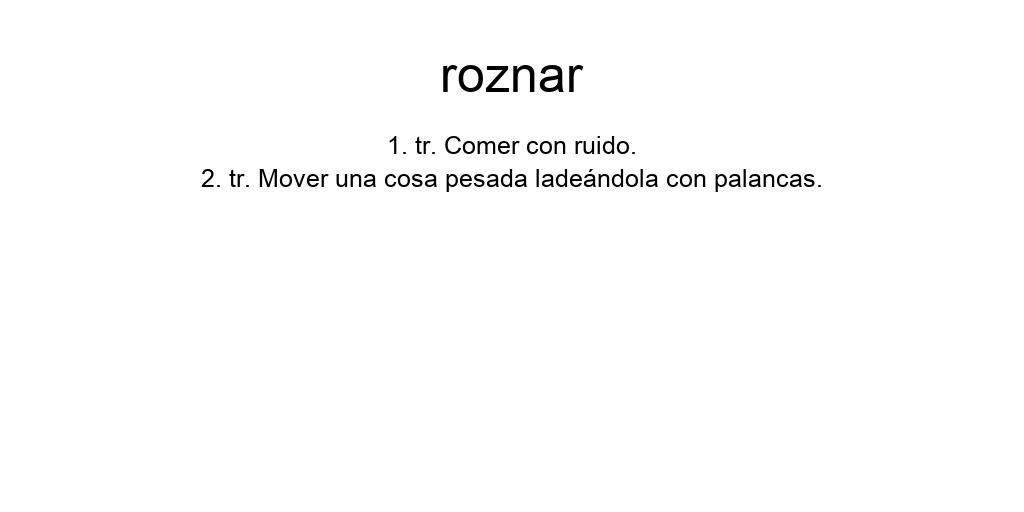 roznar
1. tr. Comer con ruido.
2. tr. Mover una cosa pesada ladeándola con palancas.